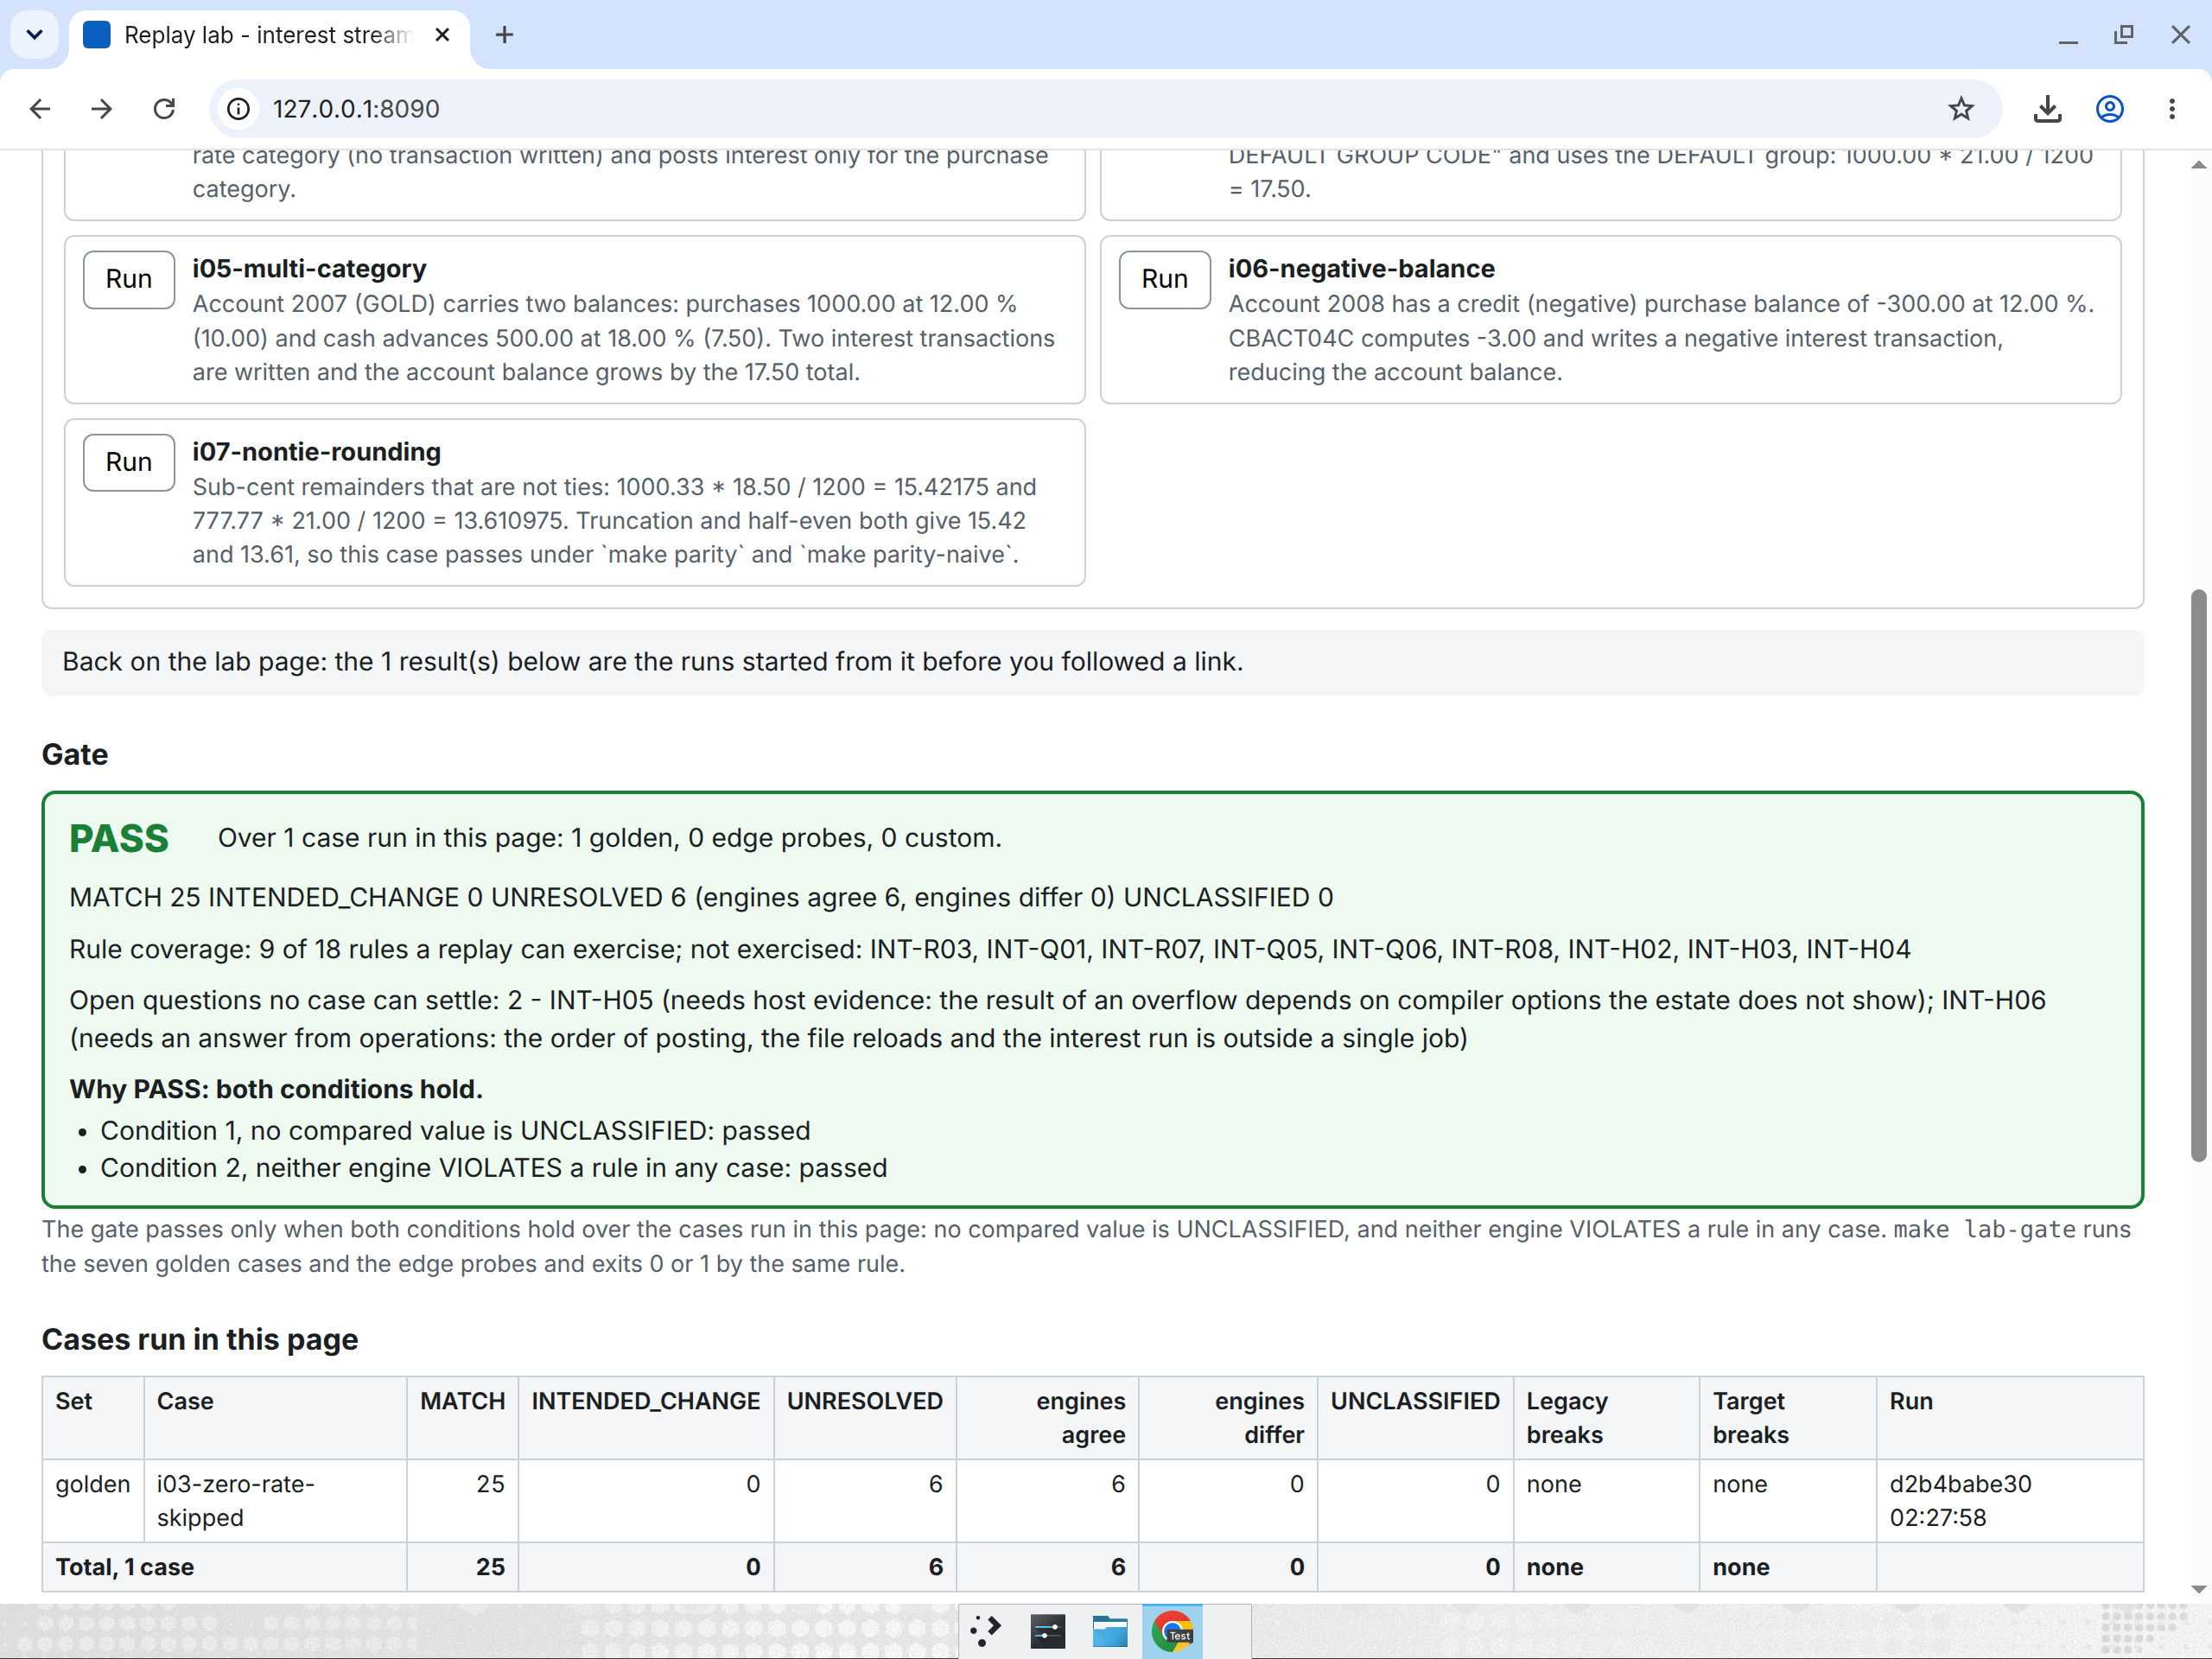 Replay lab - interest stream
127.0.0.1:8090
rate category (no transaction written) and posts interest only for the purchase
category.
DEFAULT GROUP CODE" and uses the DEFAULT group: 1000.00 * 21.00 / 1200
= 17.50.
Run
i05-multi-category
Account 2007 (GOLD) carries two balances: purchases 1000.00 at 12.00 %
(10.00) and cash advances 500.00 at 18.00 % (7.50). Two interest transactions
are written and the account balance grows by the 17.50 total.
Run
i06-negative-balance
Account 2008 has a credit (negative) purchase balance of -300.00 at 12.00 %.
CBACT04C computes -3.00 and writes a negative interest transaction,
reducing the account balance.
Run
i07-nontie-rounding
Sub-cent remainders that are not ties: 1000.33 * 18.50 / 1200 = 15.42175 and
777.77 * 21.00 / 1200 = 13.610975. Truncation and half-even both give 15.42
and 13.61, so this case passes under `make parity` and `make parity-naive`.
Back on the lab page: the 1 result(s) below are the runs started from it before you followed a link.
Gate
PASS Over 1 case run in this page: 1 golden, 0 edge probes, 0 custom.
MATCH 25 INTENDED_CHANGE 0 UNRESOLVED 6 (engines agree 6, engines differ 0) UNCLASSIFIED 0
Rule coverage: 9 of 18 rules a replay can exercise; not exercised: INT-R03, INT-Q01, INT-R07, INT-Q05, INT-Q06, INT-R08, INT-H02, INT-H03, INT-H04
Open questions no case can settle: 2 - INT-H05 (needs host evidence: the result of an overflow depends on compiler options the estate does not show); INT-H06
(needs an answer from operations: the order of posting, the file reloads and the interest run is outside a single job)
Why PASS: both conditions hold.
• Condition 1, no compared value is UNCLASSIFIED: passed
• Condition 2, neither engine VIOLATES a rule in any case: passed
The gate passes only when both conditions hold over the cases run in this page: no compared value is UNCLASSIFIED, and neither engine VIOLATES a rule in any case. make lab-gate runs
the seven golden cases and the edge probes and exits 0 or 1 by the same rule.
Cases run in this page
Set Case MATCH INTENDED_CHANGE UNRESOLVED engines agree engines differ UNCLASSIFIED Legacy breaks Target breaks Run
golden i03-zero-rate-skipped 25 0 6 6 0 0 none none d2b4babe30 02:27:58
Total, 1 case 25 0 6 6 0 0 none none
Test